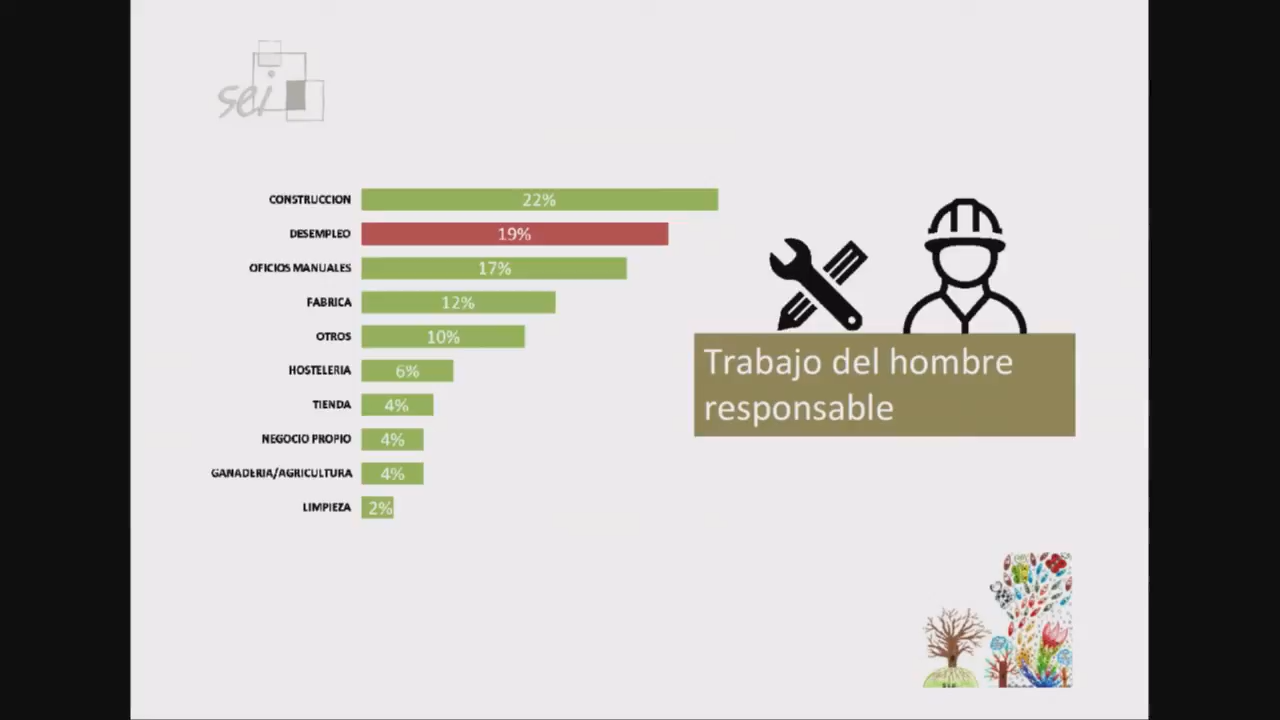 sei
CONSTRUCCION 22%
DESEMPLEO 19%
OFICIOS MANUALES 17%
FABRICA 12%
OTROS 10%
HOSTELERIA 6%
TIENDA 4%
NEGOCIO PROPIO 4%
GANADERIA/AGRICULTURA 4%
LIMPIEZA 2%
Trabajo del hombre
responsable